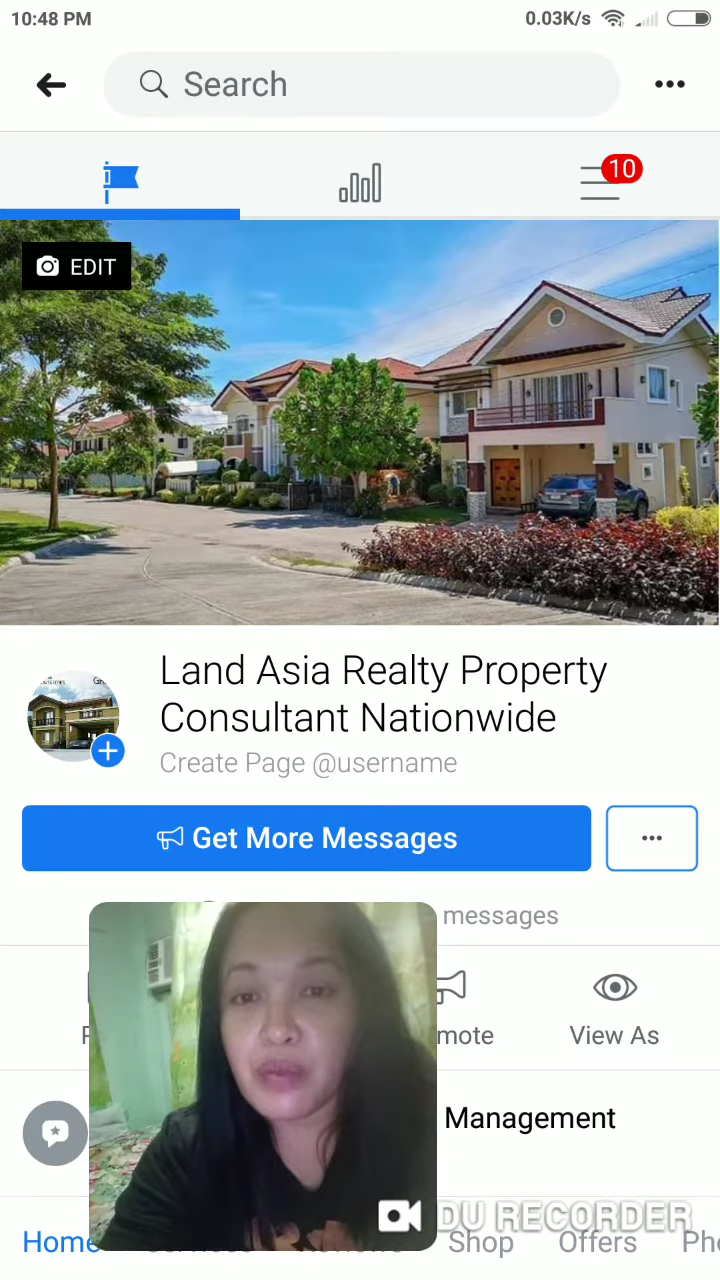 10:48 PM 0.03K/s
Search
10
EDIT
Land Asia Realty Property
Consultant Nationwide
Create Page @username
Get More Messages
messages
mote View As
Management
DU RECORDER
Home Shop Offers Pho